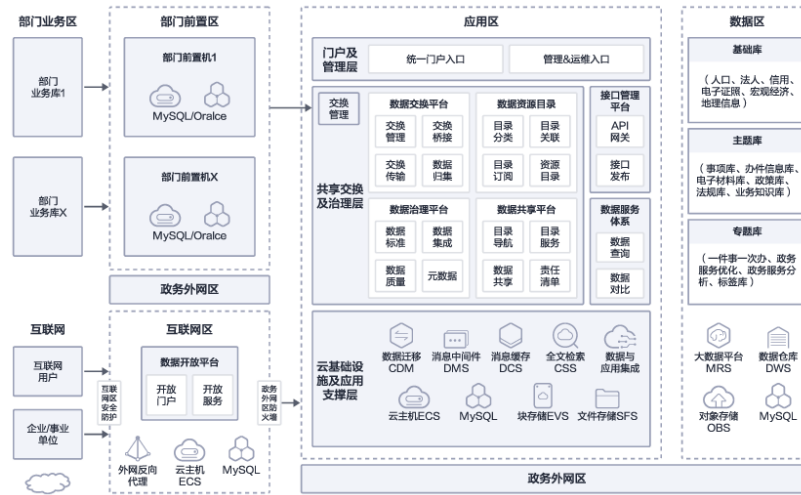 部门业务区
部门前置区
应用区
数据区
部门
业务库1
部门前置机1
MySQL/Oralce
部门
业务库X
部门前置机X
MySQL/Oralce
政务外网区
互联网
互联网区
互联网
用户
企业/事业
单位
互联
网区
安全
防护
数据开放平台
开放
门户
开放
服务
外网反向
代理
云主机
ECS
MySQL
政务
外网
区防
火墙
门户及
管理层
统一门户入口
管理&运维入口
交换
管理
共享交换
及治理层
数据交换平台
交换
管理
交换
桥接
交换
传输
数据
归集
数据资源目录
目录
分类
目录
关联
目录
订阅
资源
目录
数据治理平台
数据
标准
数据
集成
数据
质量
元数据
数据共享平台
目录
导航
目录
服务
数据
共享
责任
清单
接口管理
平台
API
网关
接口
发布
数据服务
体系
数据
查询
数据
对比
云基础设
施及应用
支撑层
数据迁移
CDM
消息中间件
DMS
消息缓存
DCS
全文检索
CSS
数据与
应用集成
云主机ECS
MySQL
块存储EVS
文件存储SFS
基础库
（人口、法人、信用、
电子证照、宏观经济、
地理信息）
主题库
（事项库、办件信息库、
电子材料库、政策库、
法规库、业务知识库）
专题库
（一件事一次办、政务
服务优化、政务服务分
析、标签库）
大数据平台
MRS
数据仓库
DWS
对象存储
OBS
MySQL
政务外网区